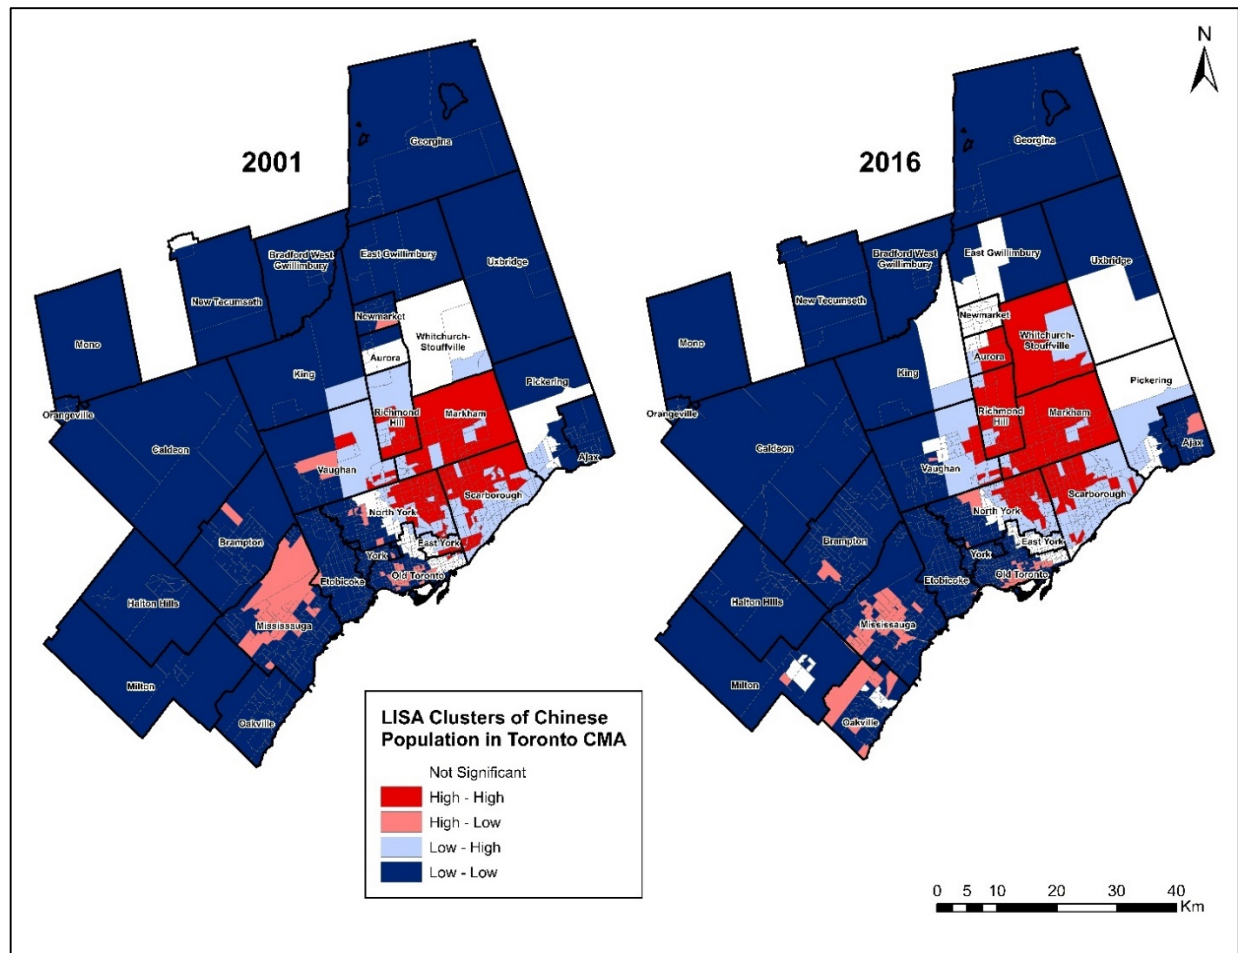 N
2001
2016
Georgina
Bradford West
Gwillimbury
East Gwillimbury
Uxbridge
New Tecumseth
Newmarket
Whitchurch-
Stouffville
Mono
Aurora
King
Pickering
Orangeville
Richmond
Hill
Markham
Caledon
Vaughan
Ajax
Scarborough
North York
Brampton
East York
York
Old Toronto
Etobicoke
Halton Hills
Mississauga
Milton
Oakville
Georgina
Bradford West
Gwillimbury
East Gwillimbury
Uxbridge
New Tecumseth
Newmarket
Whitchurch-
Stouffville
Mono
Aurora
King
Pickering
Orangeville
Richmond
Hill
Markham
Caledon
Vaughan
Ajax
Scarborough
North York
Brampton
East York
York
Old Toronto
Etobicoke
Halton Hills
Mississauga
Milton
Oakville
LISA Clusters of Chinese
Population in Toronto CMA
Not Significant
High - High
High - Low
Low - High
Low - Low
0 5 10 20 30 40
Km